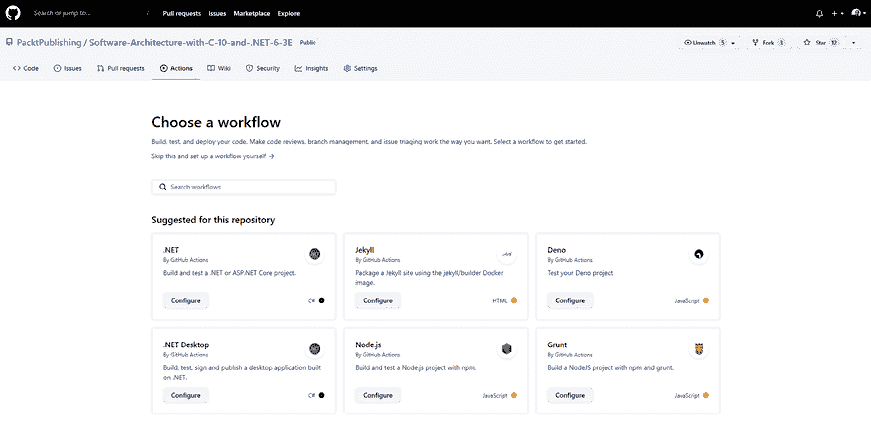 Search or jump to... /
Pull requests Issues Marketplace Explore
PacktPublishing / Software-Architecture-with-C-10-and-.NET-6-3E Public
Unwatch 5 Fork 8 Star 12
Code Issues Pull requests Actions Wiki Security Insights Settings
Choose a workflow
Build, test, and deploy your code. Make code reviews, branch management, and issue triaging work the way you want. Select a workflow to get started.
Skip this and set up a workflow yourself →
Search workflows
Suggested for this repository
.NET
By GitHub Actions
Build and test a .NET or ASP.NET Core project.
Configure C#
Jekyll
By GitHub Actions
Package a Jekyll site using the jekyll/builder Docker
image.
Configure HTML
Deno
By GitHub Actions
Test your Deno project
Configure JavaScript
.NET Desktop
By GitHub Actions
Build, test, sign and publish a desktop application built
on .NET.
Configure C#
Node.js
By GitHub Actions
Build and test a Node.js project with npm.
Configure JavaScript
Grunt
By GitHub Actions
Build a NodeJS project with npm and grunt.
Configure JavaScript